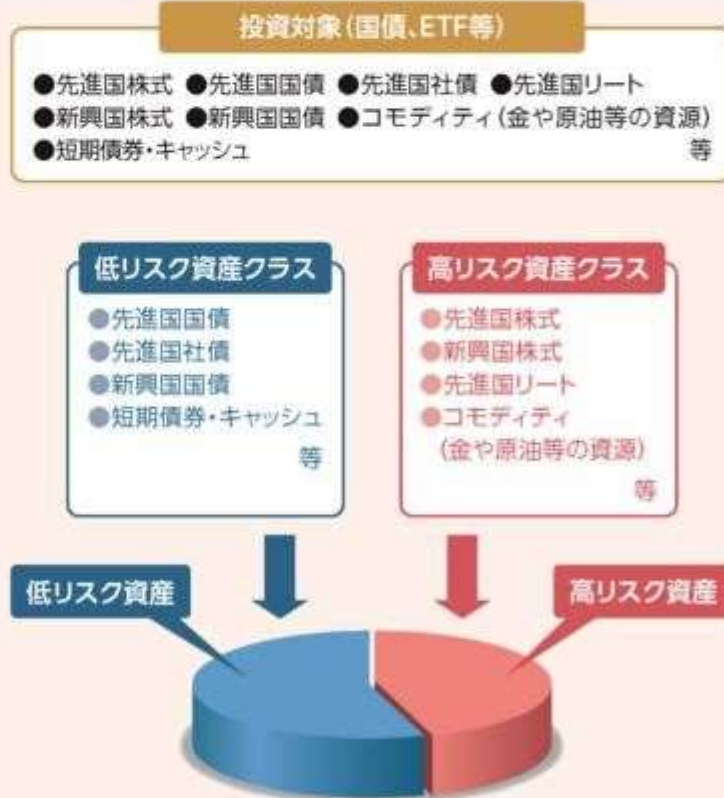 投資対象(国債、ETF等)
●先進国株式 ●先進国国債 ●先進国社債 ●先進国リート
●新興国株式 ●新興国国債 ●コモディティ(金や原油等の資源)
●短期債券・キャッシュ 等
低リスク資産クラス
●先進国国債
●先進国社債
●新興国国債
●短期債券・キャッシュ
等
高リスク資産クラス
●先進国株式
●新興国株式
●先進国リート
●コモディティ
(金や原油等の資源)
等
低リスク資産
高リスク資産